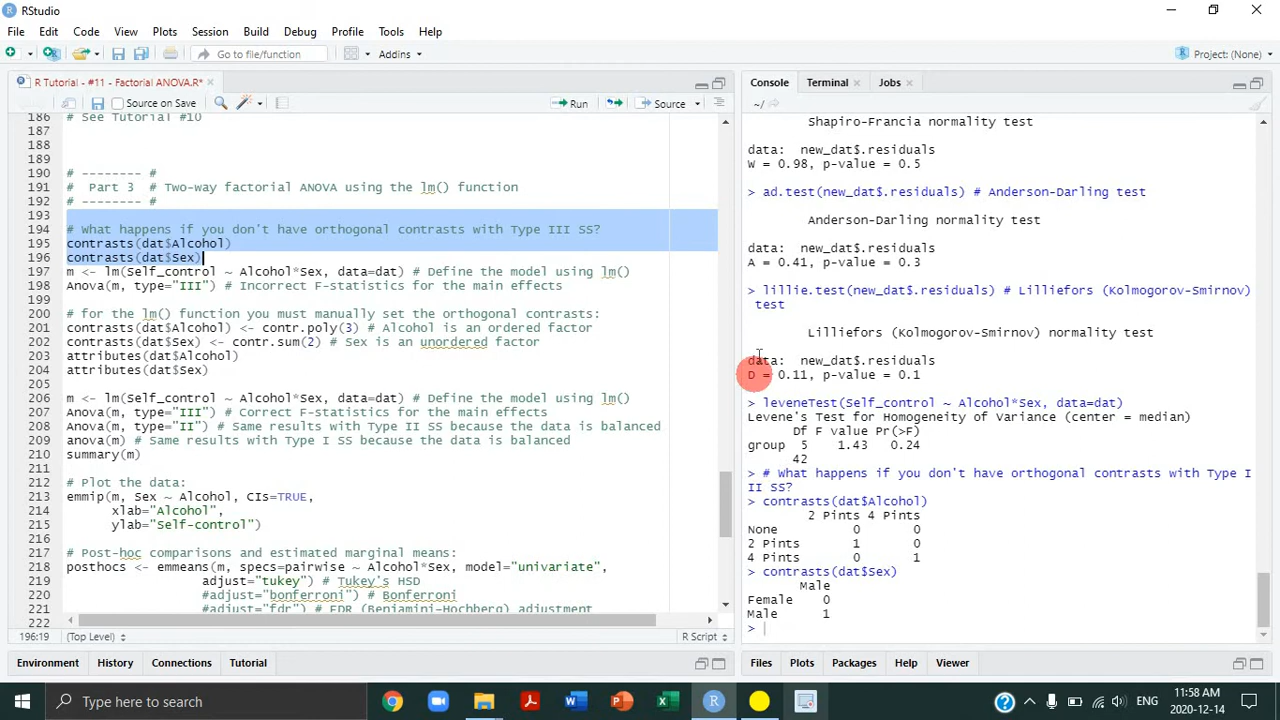 RStudio
File Edit Code View Plots Session Build Debug Profile Tools Help
Go to file/function Addins Project: (None)
R Tutorial - #11 - Factorial ANOVA.R*
Source on Save Run Source
186 # See Tutorial #10
187
188
189
190 # -------- #
191 #  Part 3  # Two-way factorial ANOVA using the lm() function
192 # -------- #
193
194 # What happens if you don't have orthogonal contrasts with Type III SS?
195 contrasts(dat$Alcohol)
196 contrasts(dat$Sex)
197 m <- lm(Self_control ~ Alcohol*Sex, data=dat) # Define the model using lm()
198 Anova(m, type="III") # Incorrect F-statistics for the main effects
199
200 # for the lm() function you must manually set the orthogonal contrasts:
201 contrasts(dat$Alcohol) <- contr.poly(3) # Alcohol is an ordered factor
202 contrasts(dat$Sex) <- contr.sum(2) # Sex is an unordered factor
203 attributes(dat$Alcohol)
204 attributes(dat$Sex)
205
206 m <- lm(Self_control ~ Alcohol*Sex, data=dat) # Define the model using lm()
207 Anova(m, type="III") # Correct F-statistics for the main effects
208 Anova(m, type="II") # Same results with Type II SS because the data is balanced
209 anova(m) # Same results with Type I SS because the data is balanced
210 summary(m)
211
212 # Plot the data:
213 emmip(m, Sex ~ Alcohol, CIs=TRUE,
214       xlab="Alcohol",
215       ylab="Self-control")
216
217 # Post-hoc comparisons and estimated marginal means:
218 posthocs <- emmeans(m, specs=pairwise ~ Alcohol*Sex, model="univariate",
219                   adjust="tukey") # Tukey's HSD
220                   #adjust="bonferroni") # Bonferroni
221                   #adjust="fdr") # FDR (Benjamini-Hochberg) adjustment
222
196:19 (Top Level) R Script
Environment History Connections Tutorial
Console Terminal Jobs
~/
Shapiro-Francia normality test
data:  new_dat$.residuals
W = 0.98, p-value = 0.5
> ad.test(new_dat$.residuals) # Anderson-Darling test
Anderson-Darling normality test
data:  new_dat$.residuals
A = 0.41, p-value = 0.3
> lillie.test(new_dat$.residuals) # Lilliefors (Kolmogorov-Smirnov)
test
Lilliefors (Kolmogorov-Smirnov) normality test
data:  new_dat$.residuals
D = 0.11, p-value = 0.1
> leveneTest(Self_control ~ Alcohol*Sex, data=dat)
Levene's Test for Homogeneity of Variance (center = median)
Df F value Pr(>F)
group  5    1.43   0.24
42
> # What happens if you don't have orthogonal contrasts with Type I
II SS?
> contrasts(dat$Alcohol)
2 Pints 4 Pints
None 0 0
2 Pints 1 0
4 Pints 0 1
> contrasts(dat$Sex)
Male
Female 0
Male 1
>
Files Plots Packages Help Viewer
Type here to search
ENG
11:58 AM
2020-12-14